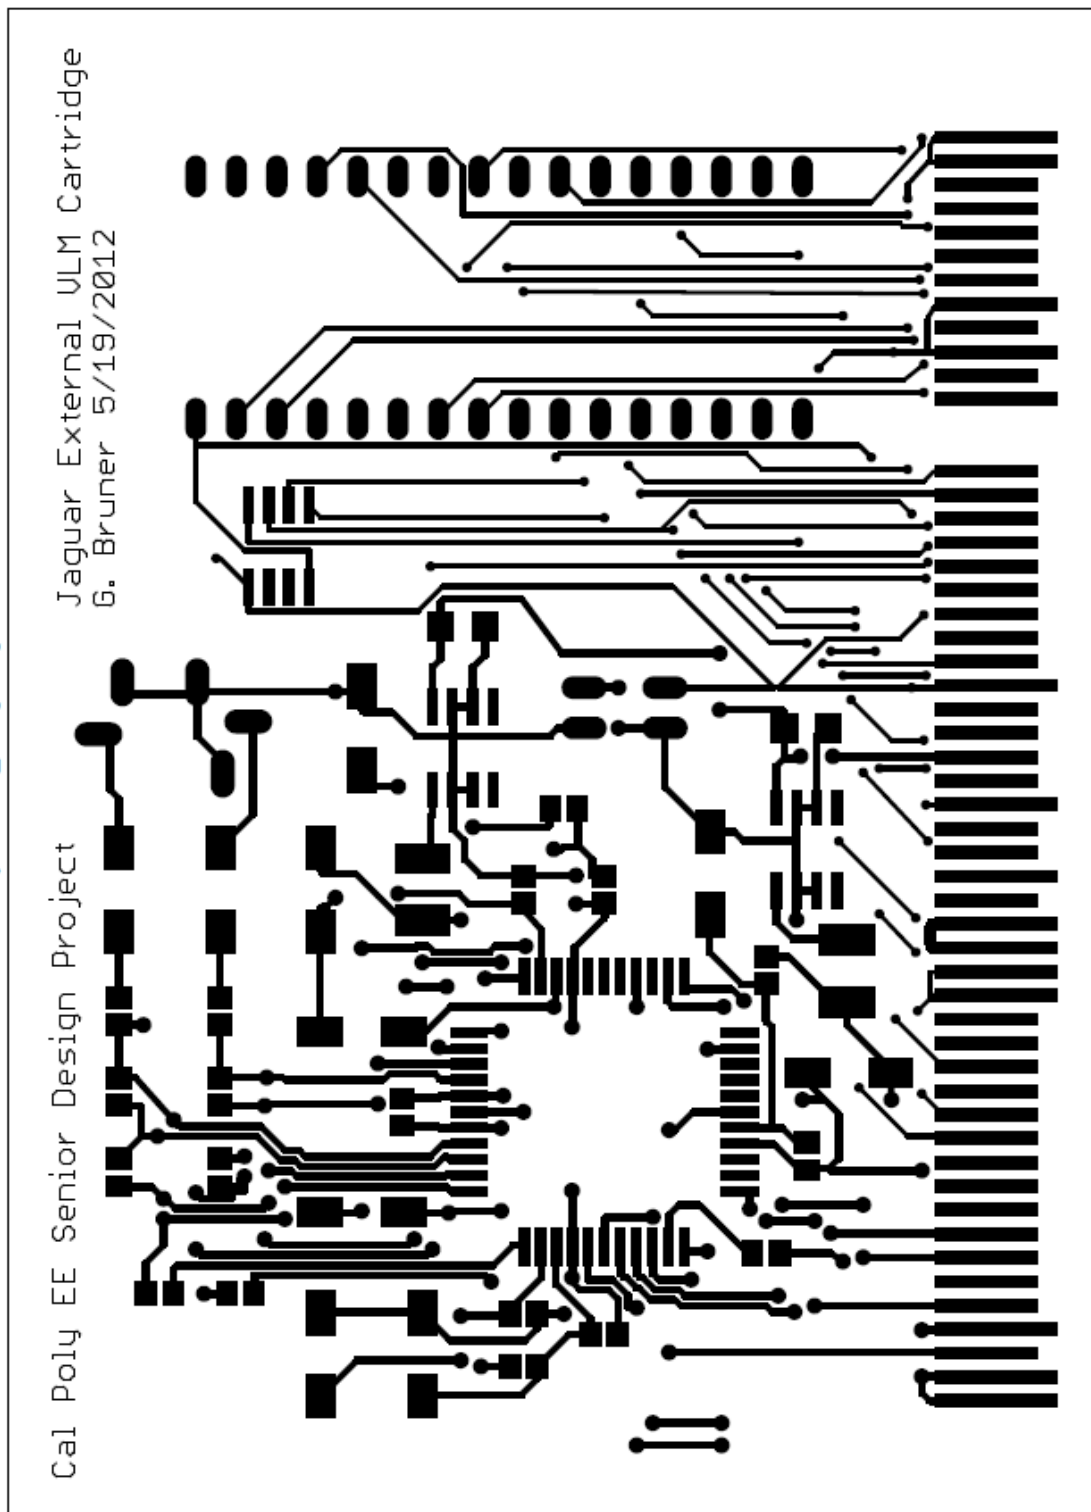 Jaguar External VLM Cartridge
G. Bruner 5/19/2012
Cal Poly EE Senior Design Project